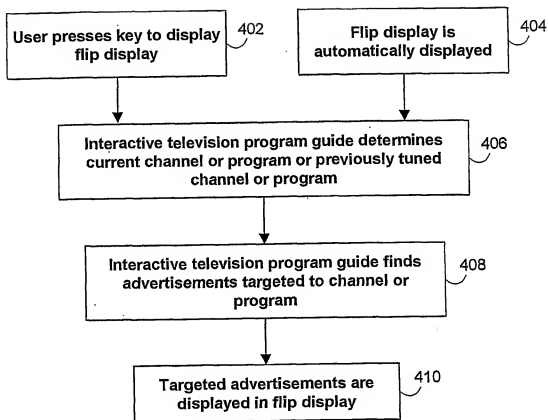 User presses key to display
flip display
402
Flip display is
automatically displayed
404
Interactive television program guide determines
current channel or program or previously tuned
channel or program
406
Interactive television program guide finds
advertisements targeted to channel or
program
408
Targeted advertisements are
displayed in flip display
410